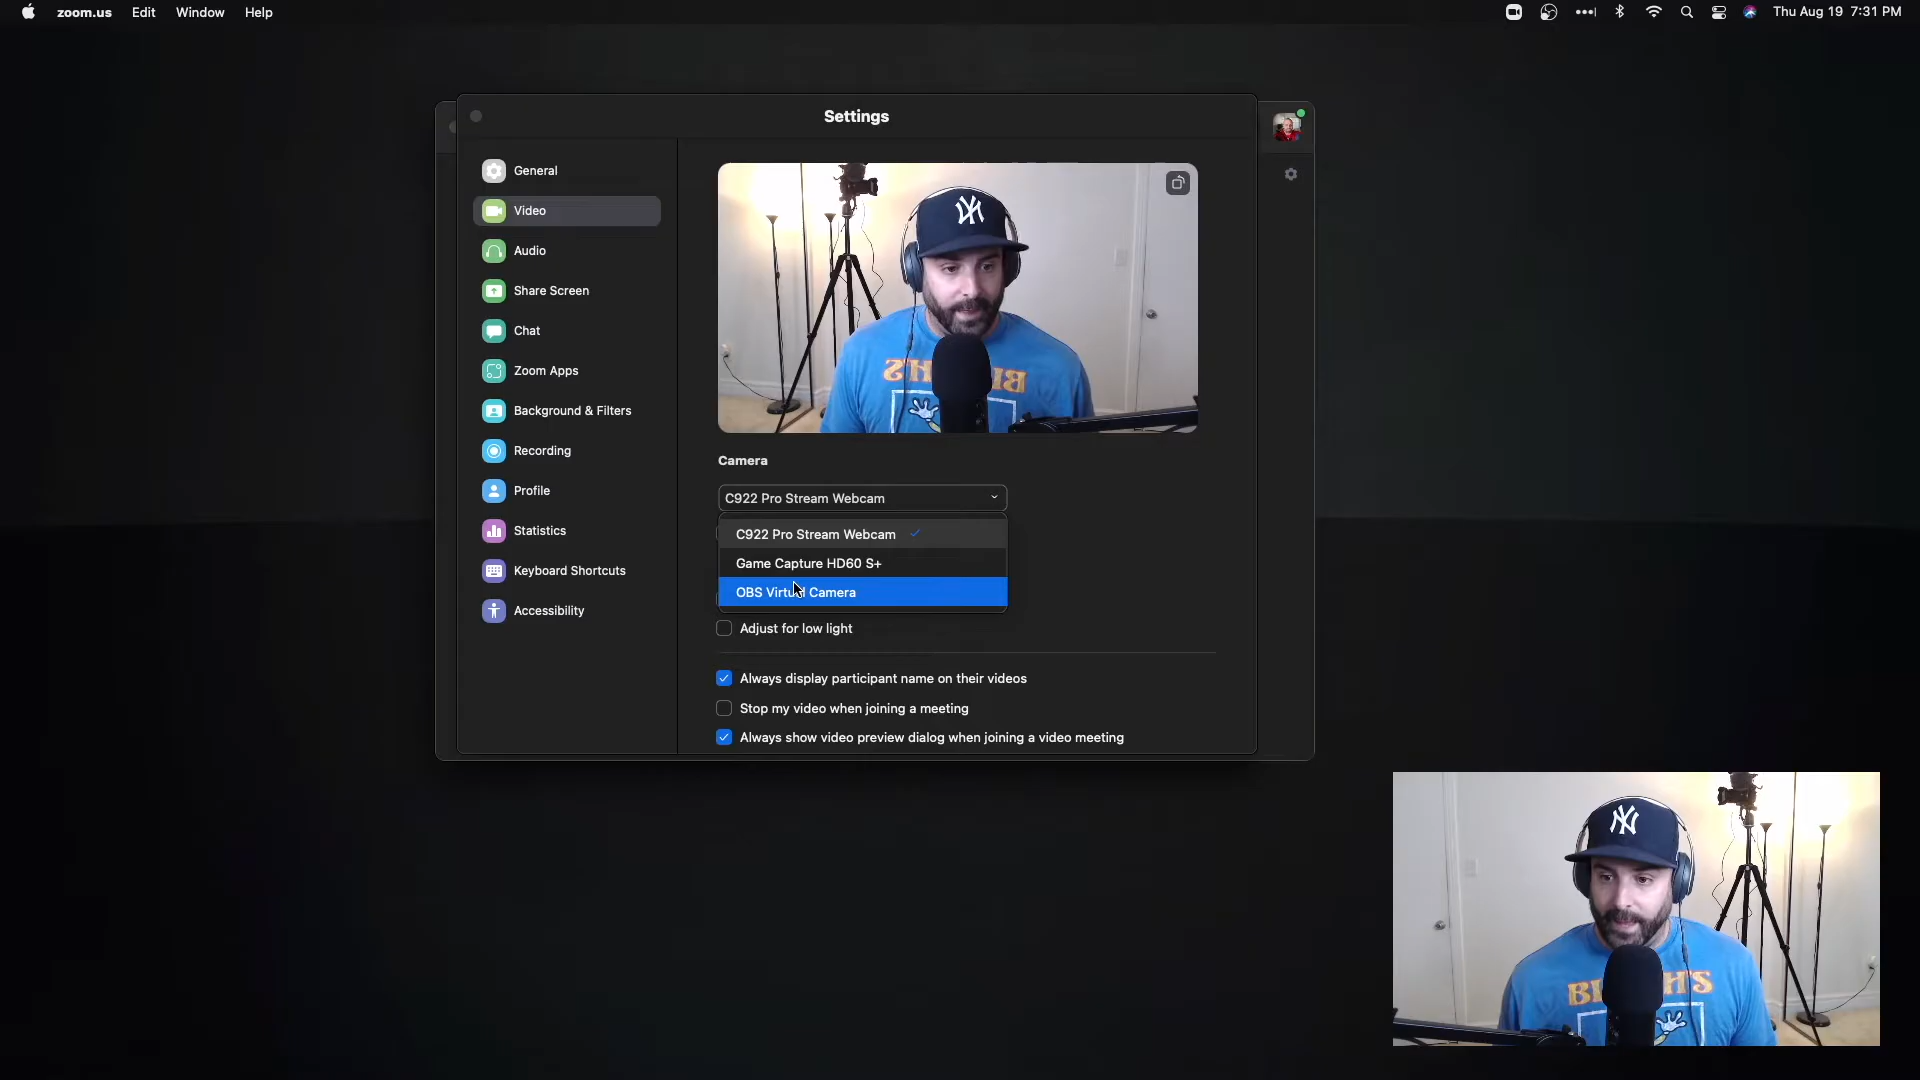 zoom.us Edit Window Help
Thu Aug 19 7:31 PM
Settings
General
Video
Audio
Share Screen
Chat
Zoom Apps
Background & Filters
Recording
Profile
Statistics
Keyboard Shortcuts
Accessibility
Camera
C922 Pro Stream Webcam
C922 Pro Stream Webcam
Game Capture HD60 S+
OBS Virtual Camera
Adjust for low light
Always display participant name on their videos
Stop my video when joining a meeting
Always show video preview dialog when joining a video meeting
NY